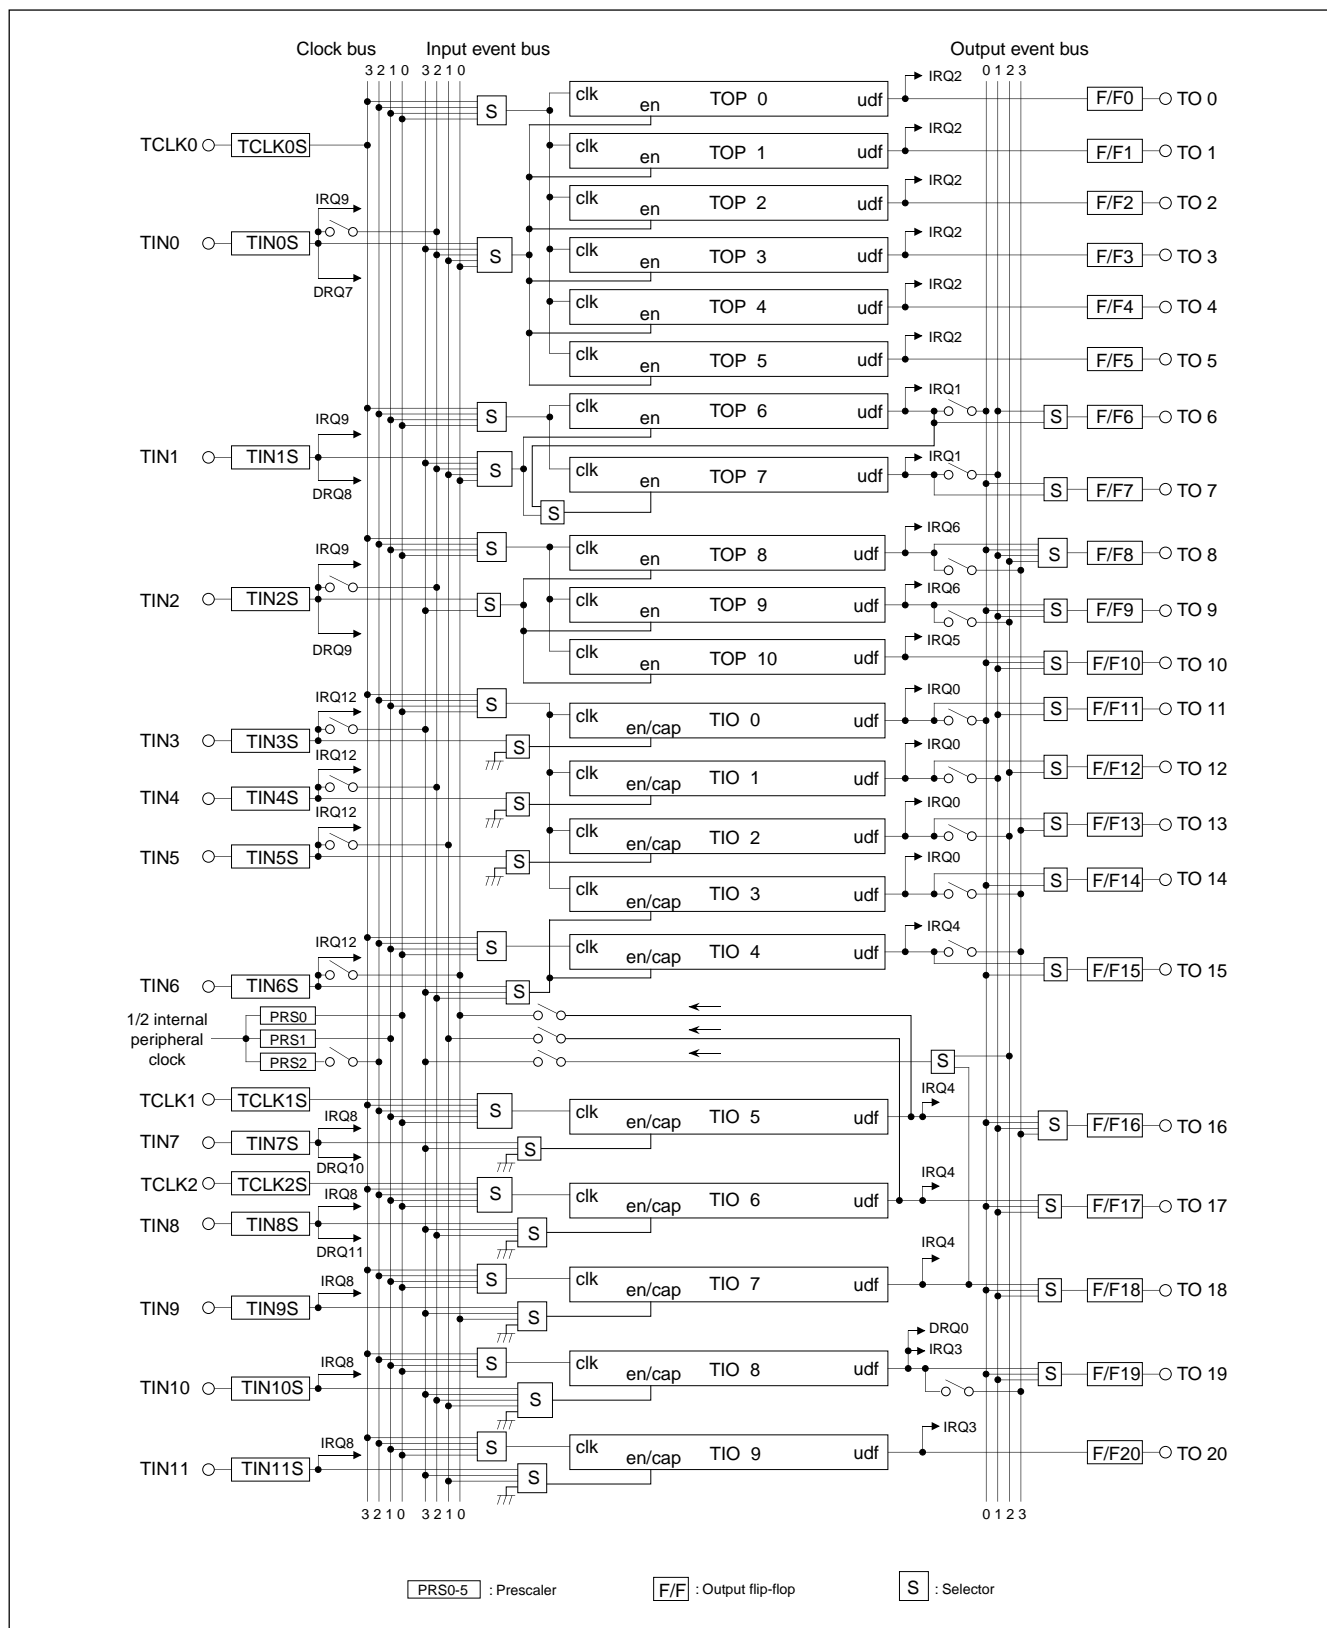 Clock bus Input event bus Output event bus
3 2 1 0 3 2 1 0 0 1 2 3
clk en TOP 0 udf IRQ2 F/F0 TO 0
S
TCLK0 TCLK0S
clk en TOP 1 udf IRQ2 F/F1 TO 1
clk en TOP 2 udf IRQ2 F/F2 TO 2
TIN0 TIN0S IRQ9 DRQ7
S
clk en TOP 3 udf IRQ2 F/F3 TO 3
clk en TOP 4 udf IRQ2 F/F4 TO 4
clk en TOP 5 udf IRQ2 F/F5 TO 5
S clk en TOP 6 udf IRQ1 S F/F6 TO 6
TIN1 TIN1S IRQ9 DRQ8
S
clk en TOP 7 udf IRQ1 S F/F7 TO 7
S
S clk en TOP 8 udf IRQ6 S F/F8 TO 8
TIN2 TIN2S IRQ9 DRQ9
S
clk en TOP 9 udf IRQ6 S F/F9 TO 9
clk en TOP 10 udf IRQ5 S F/F10 TO 10
S
TIN3 TIN3S IRQ12
S clk en/cap TIO 0 udf IRQ0 S F/F11 TO 11
TIN4 TIN4S IRQ12
S clk en/cap TIO 1 udf IRQ0 S F/F12 TO 12
TIN5 TIN5S IRQ12
S clk en/cap TIO 2 udf IRQ0 S F/F13 TO 13
clk en/cap TIO 3 udf IRQ0 S F/F14 TO 14
S clk en/cap TIO 4 udf IRQ4 S F/F15 TO 15
TIN6 TIN6S IRQ12
S
1/2 internal
peripheral
clock
PRS0
PRS1
PRS2
S
TCLK1 TCLK1S
S clk en/cap TIO 5 udf IRQ4 S F/F16 TO 16
TIN7 TIN7S IRQ8 DRQ10
S
TCLK2 TCLK2S
S clk en/cap TIO 6 udf IRQ4 S F/F17 TO 17
TIN8 TIN8S IRQ8 DRQ11
S
S clk en/cap TIO 7 udf IRQ4 S F/F18 TO 18
TIN9 TIN9S IRQ8
S
S clk en/cap TIO 8 udf DRQ0 IRQ3 S F/F19 TO 19
TIN10 TIN10S IRQ8
S
S clk en/cap TIO 9 udf IRQ3 F/F20 TO 20
TIN11 TIN11S IRQ8
S
3 2 1 0 3 2 1 0 0 1 2 3
PRS0-5 : Prescaler F/F : Output flip-flop S : Selector